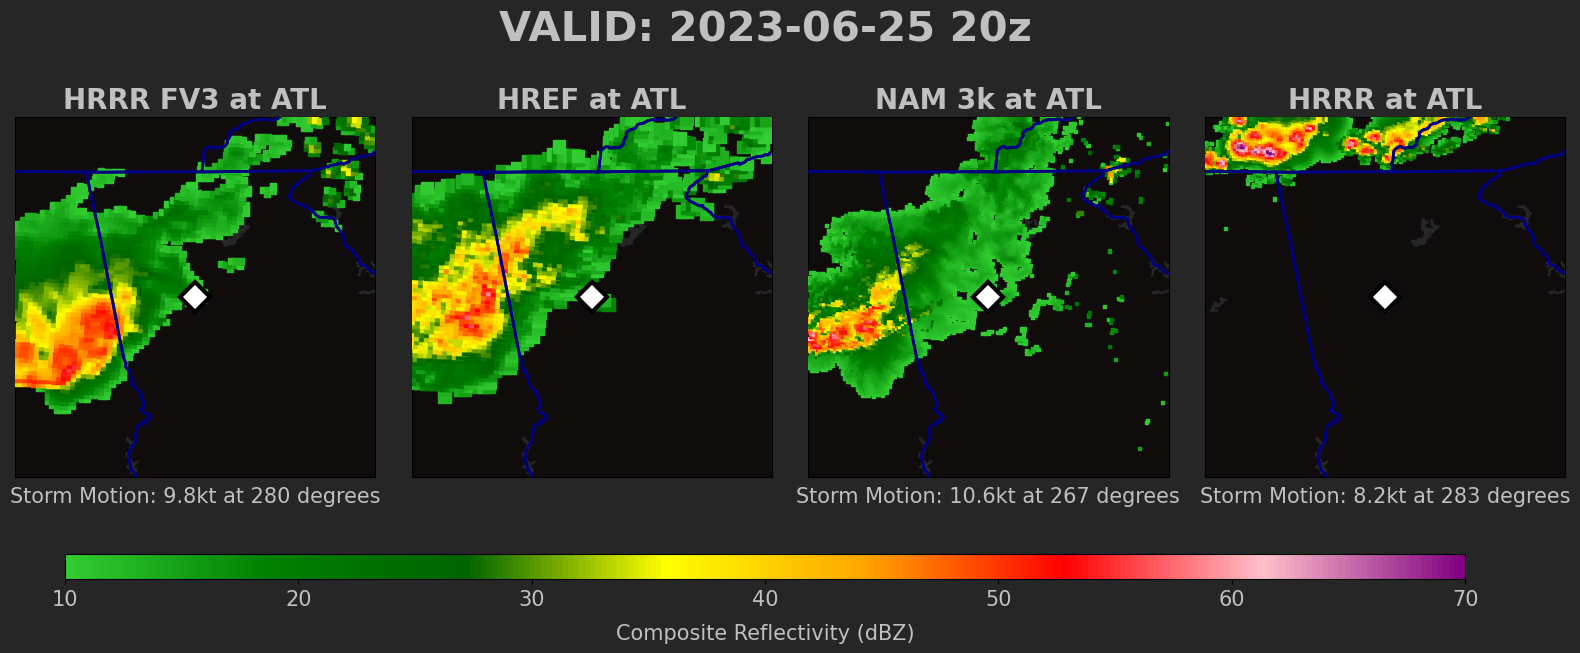 VALID: 2023-06-25 20z
HRRR FV3 at ATL
HREF at ATL
NAM 3k at ATL
HRRR at ATL
Storm Motion: 9.8kt at 280 degrees
Storm Motion: 10.6kt at 267 degrees
Storm Motion: 8.2kt at 283 degrees
10 20 30 40 50 60 70
Composite Reflectivity (dBZ)